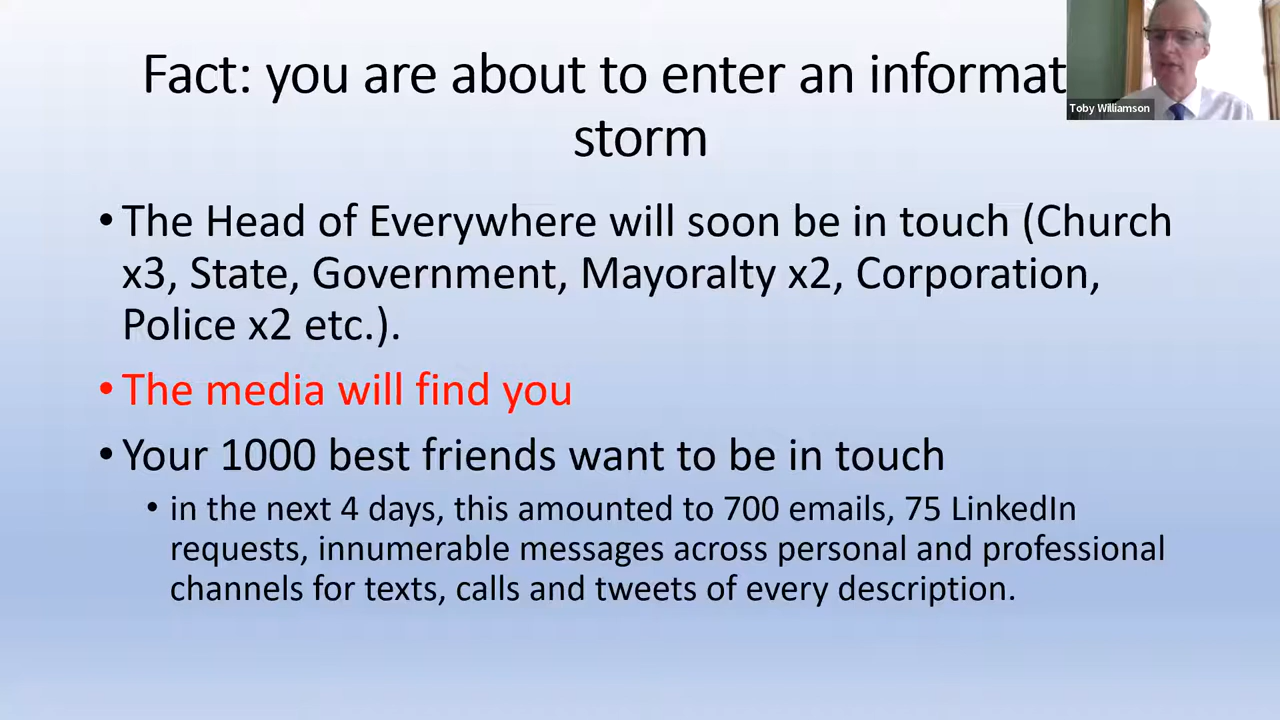 Fact: you are about to enter an informat
storm
Toby Williamson
• The Head of Everywhere will soon be in touch (Church
x3, State, Government, Mayoralty x2, Corporation,
Police x2 etc.).
• The media will find you
• Your 1000 best friends want to be in touch
• in the next 4 days, this amounted to 700 emails, 75 LinkedIn
requests, innumerable messages across personal and professional
channels for texts, calls and tweets of every description.